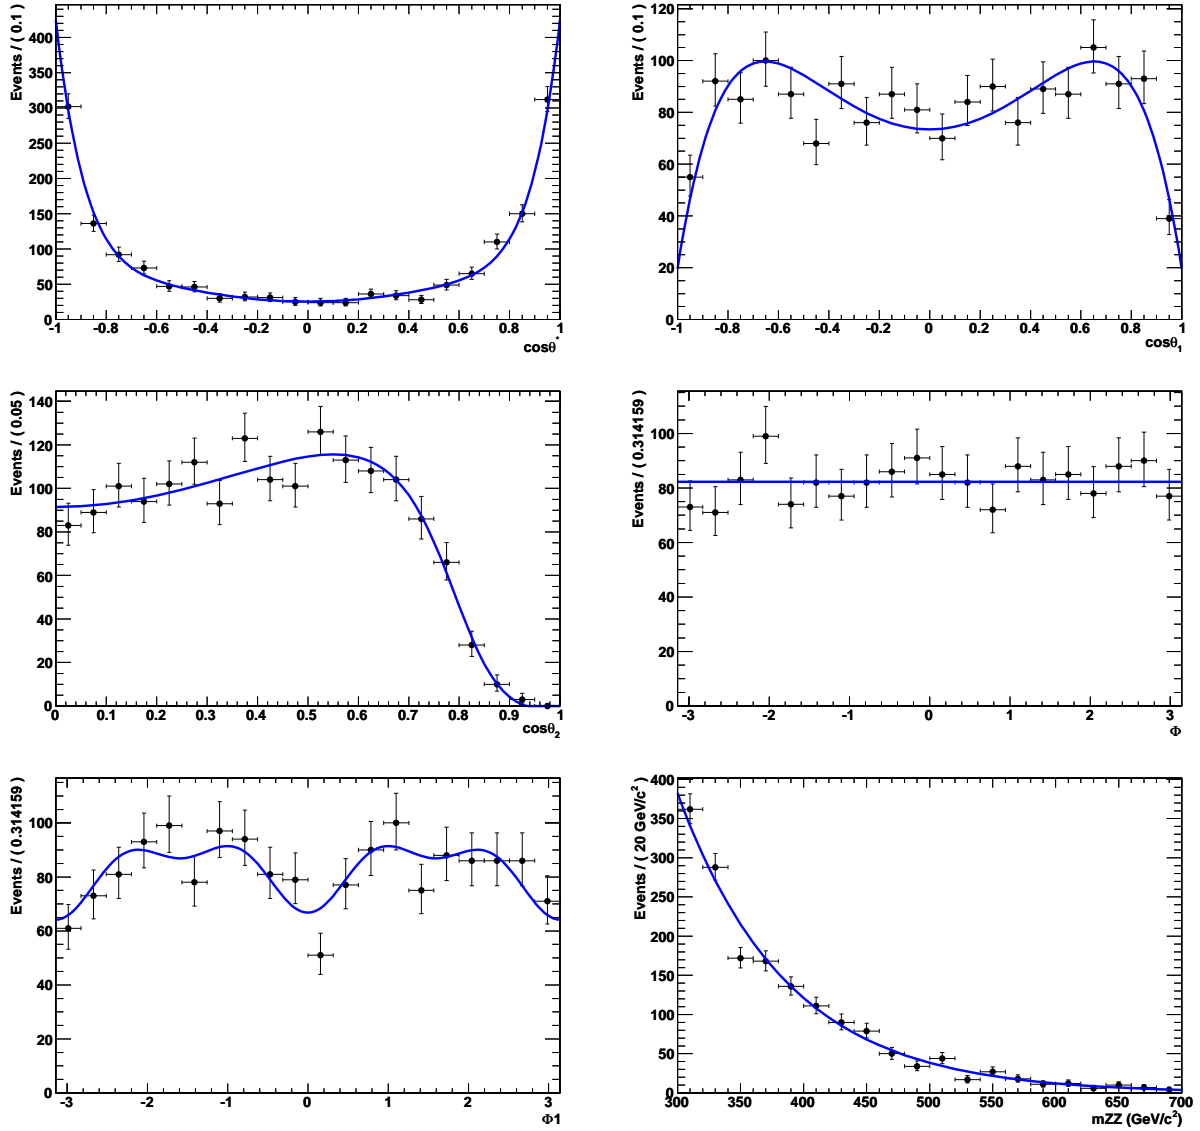 Events / ( 0.1 )
400
350
300
250
200
150
100
50
0
-1 -0.8 -0.6 -0.4 -0.2 0 0.2 0.4 0.6 0.8 1
cosθ*
Events / ( 0.1 )
120
100
80
60
40
20
0
-1 -0.8 -0.6 -0.4 -0.2 0 0.2 0.4 0.6 0.8 1
cosθ₁
Events / ( 0.05 )
140
120
100
80
60
40
20
0
0 0.1 0.2 0.3 0.4 0.5 0.6 0.7 0.8 0.9 1
cosθ₂
Events / ( 0.314159 )
100
80
60
40
20
0
-3 -2 -1 0 1 2 3
Φ
Events / ( 0.314159 )
100
80
60
40
20
0
-3 -2 -1 0 1 2 3
Φ1
Events / ( 20 GeV/c² )
400
350
300
250
200
150
100
50
0
300 350 400 450 500 550 600 650 700
mZZ (GeV/c²)